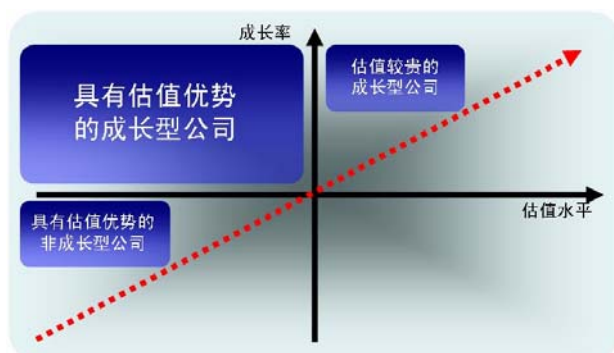 成长率
具有估值优势
的成长型公司
估值较贵的
成长型公司
估值水平
具有估值优势的
非成长型公司